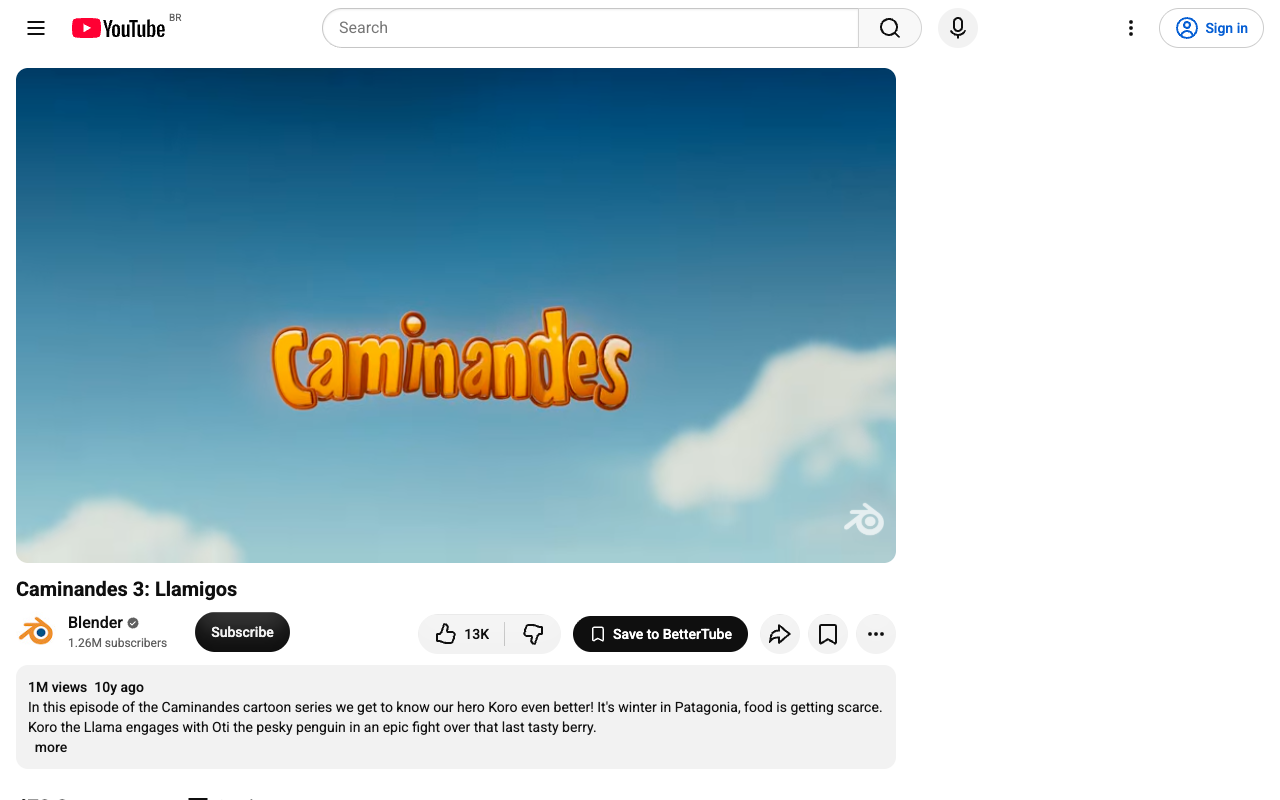 YouTube BR
Search
Sign in
Caminandes
Caminandes 3: Llamigos
Blender
1.26M subscribers
Subscribe
13K
Save to BetterTube
1M views 10y ago
In this episode of the Caminandes cartoon series we get to know our hero Koro even better! It's winter in Patagonia, food is getting scarce.
Koro the Llama engages with Oti the pesky penguin in an epic fight over that last tasty berry.
more